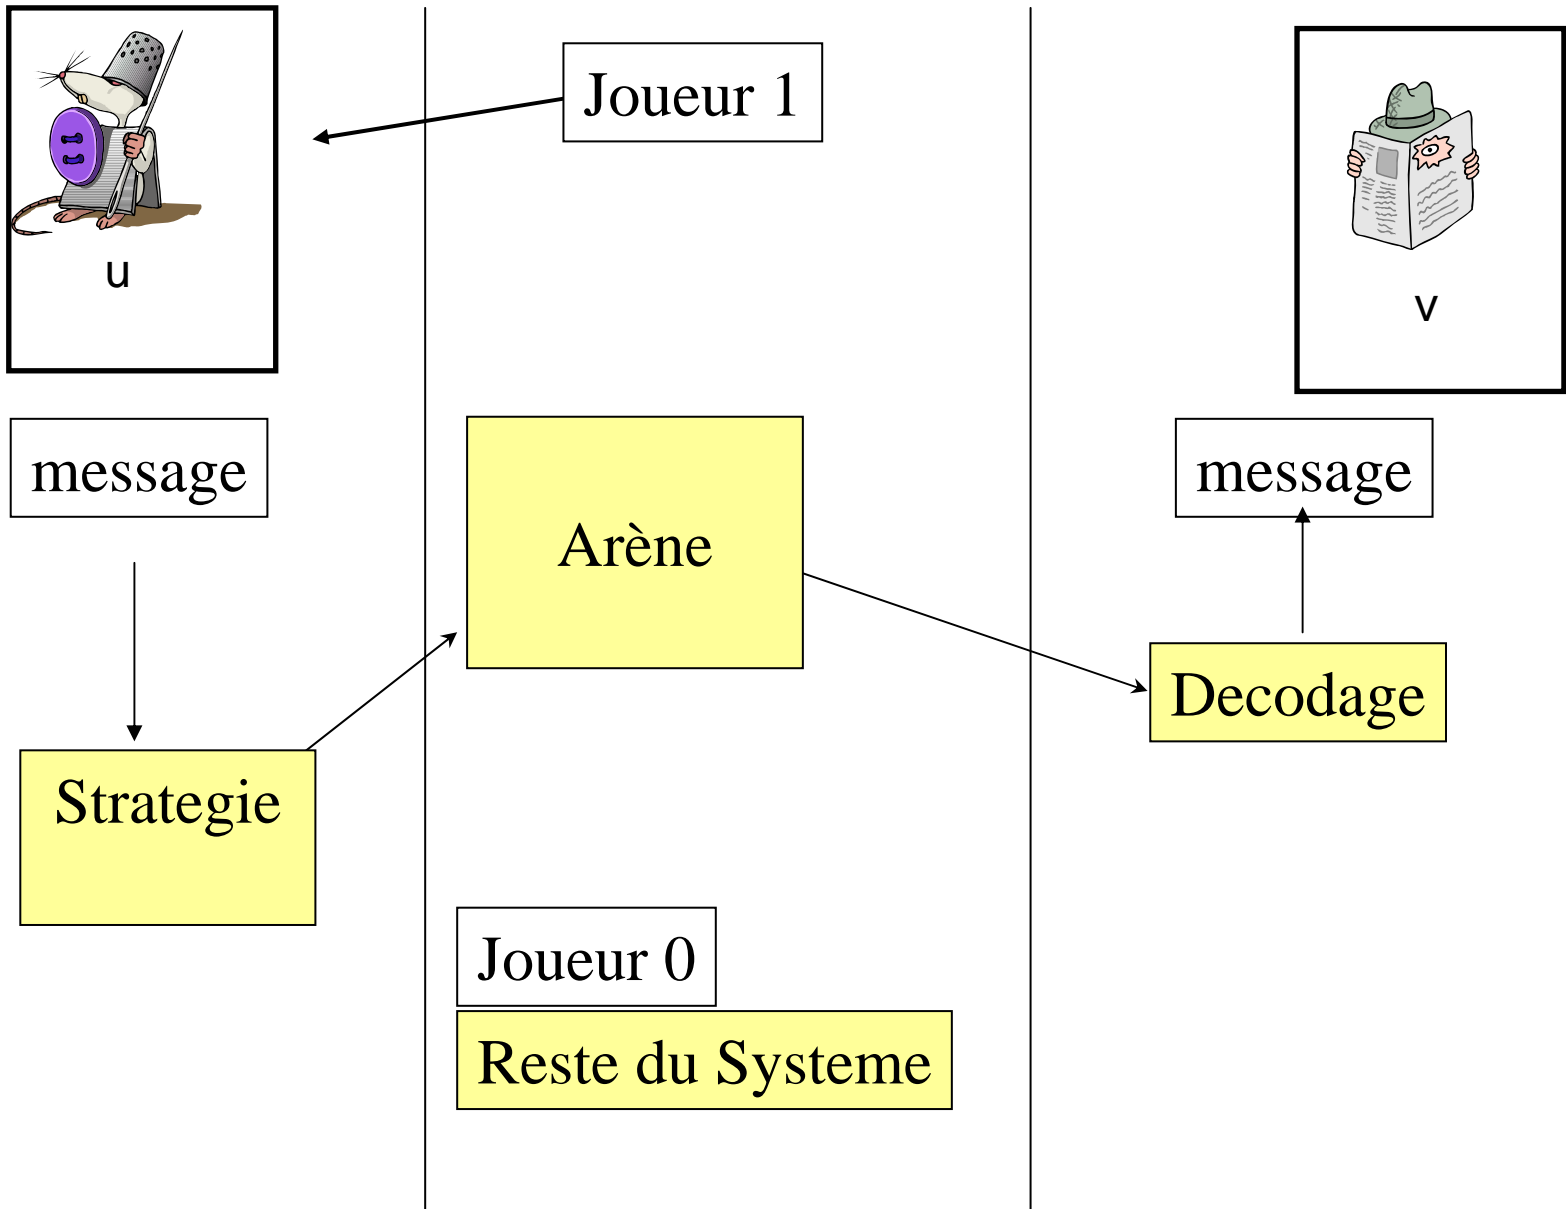 Joueur 1
u
v
message
message
Arène
Decodage
Strategie
Joueur 0
Reste du Systeme